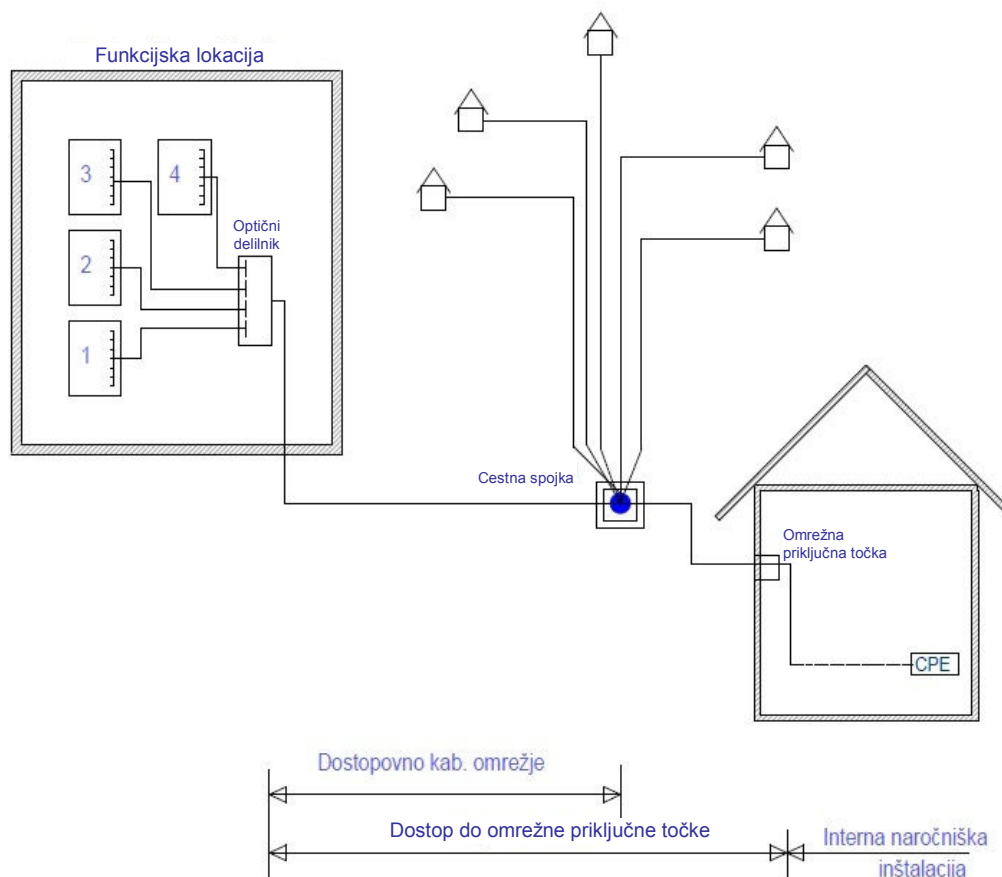 Funkcijska lokacija
3
4
Optični
delilnik
2
1
Cestna spojka
Omrežna
priključna točka
CPE
Dostopovno kab. omrežje
Dostop do omrežne priključne točke
Interna naročniška
inštalacija